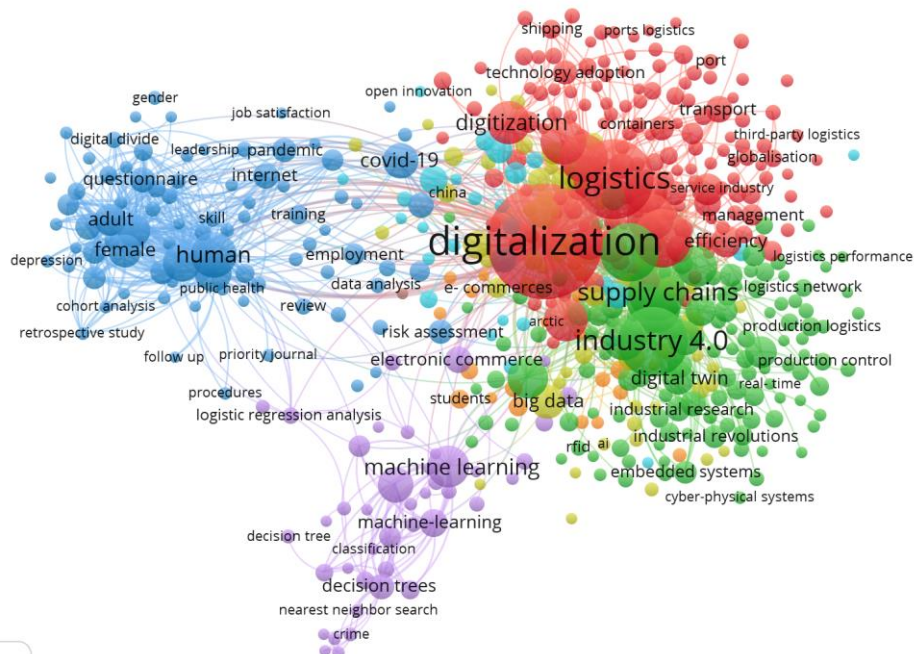 shipping
ports logistics
port
technology adoption
open innovation
gender
job satisfaction
transport
containers
digitization
third-party logistics
digital divide
leadership
pandemic
covid-19
globalisation
questionnaire
internet
logistics
service industry
china
adult
skill
training
management
female
digitalization
efficiency
human
employment
logistics performance
depression
public health
data analysis
e- commerces
supply chains
logistics network
cohort analysis
review
arctic
production logistics
retrospective study
risk assessment
industry 4.0
follow up
priority journal
electronic commerce
production control
digital twin
real- time
procedures
students
big data
industrial research
logistic regression analysis
industrial revolutions
rfid
ai
machine learning
embedded systems
cyber-physical systems
machine-learning
decision tree
classification
decision trees
nearest neighbor search
crime